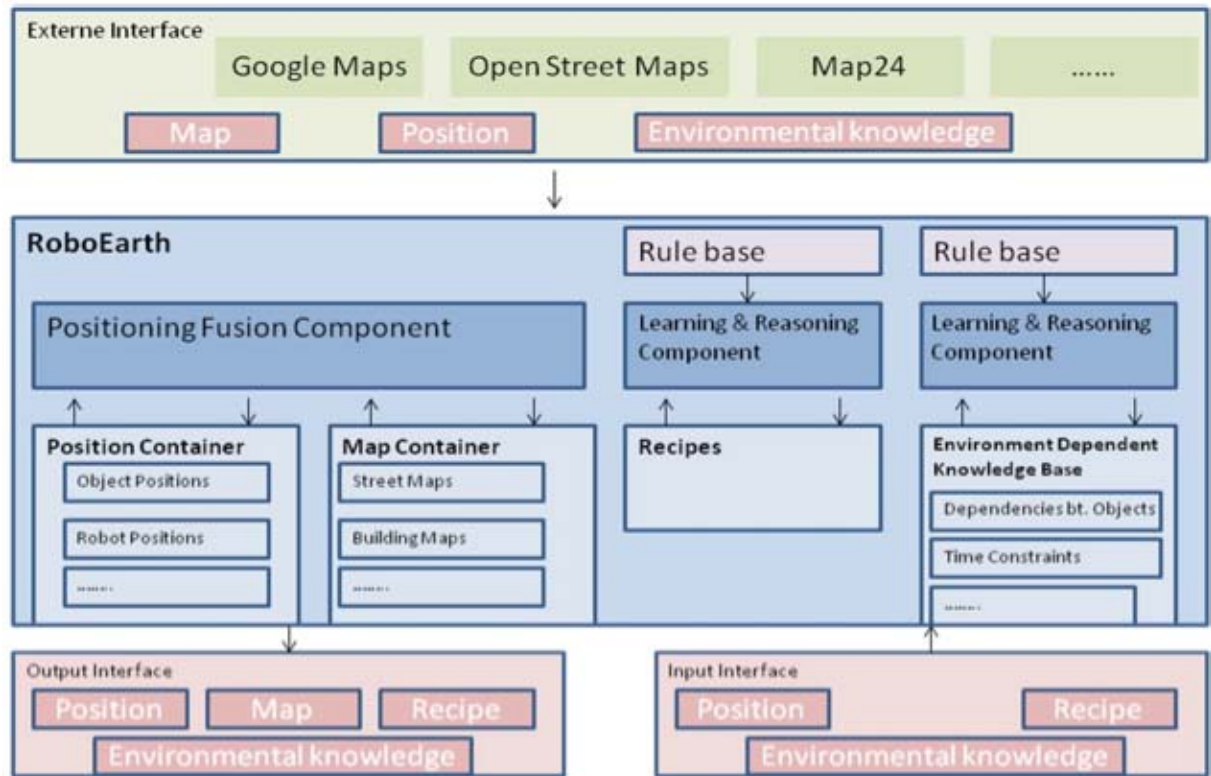 Externe Interface
Google Maps
Open Street Maps
Map24
......
Map
Position
Environmental knowledge
RoboEarth
Rule base
Rule base
Positioning Fusion Component
Learning & Reasoning
Component
Learning & Reasoning
Component
Position Container
Object Positions
Robot Positions
.......
Map Container
Street Maps
Building Maps
.......
Recipes
Environment Dependent
Knowledge Base
Dependencies bt. Objects
Time Constraints
.......
Output Interface
Position
Map
Recipe
Environmental knowledge
Input Interface
Position
Recipe
Environmental knowledge